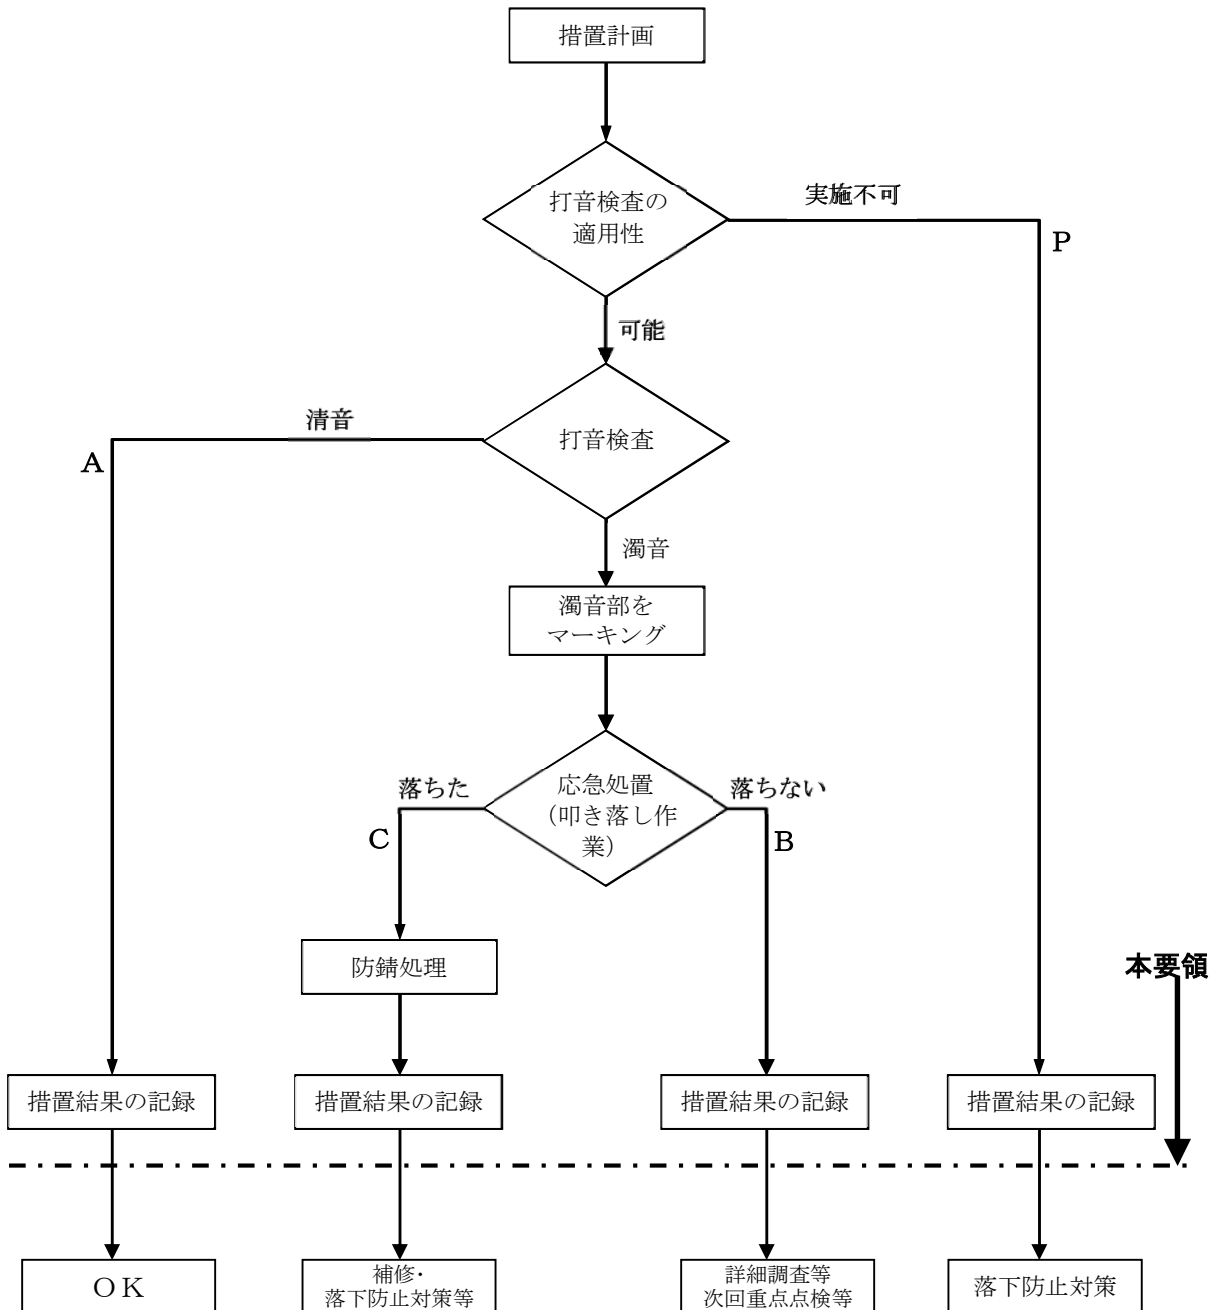 措置計画
打音検査の
適用性
実施不可
P
可能
清音
A
打音検査
濁音
濁音部を
マーキング
落ちた
応急処置
（叩き落し作
業）
落ちない
C
B
防錆処理
本要領
措置結果の記録
措置結果の記録
措置結果の記録
措置結果の記録
ＯＫ
補修・
落下防止対策等
詳細調査等
次回重点点検等
落下防止対策